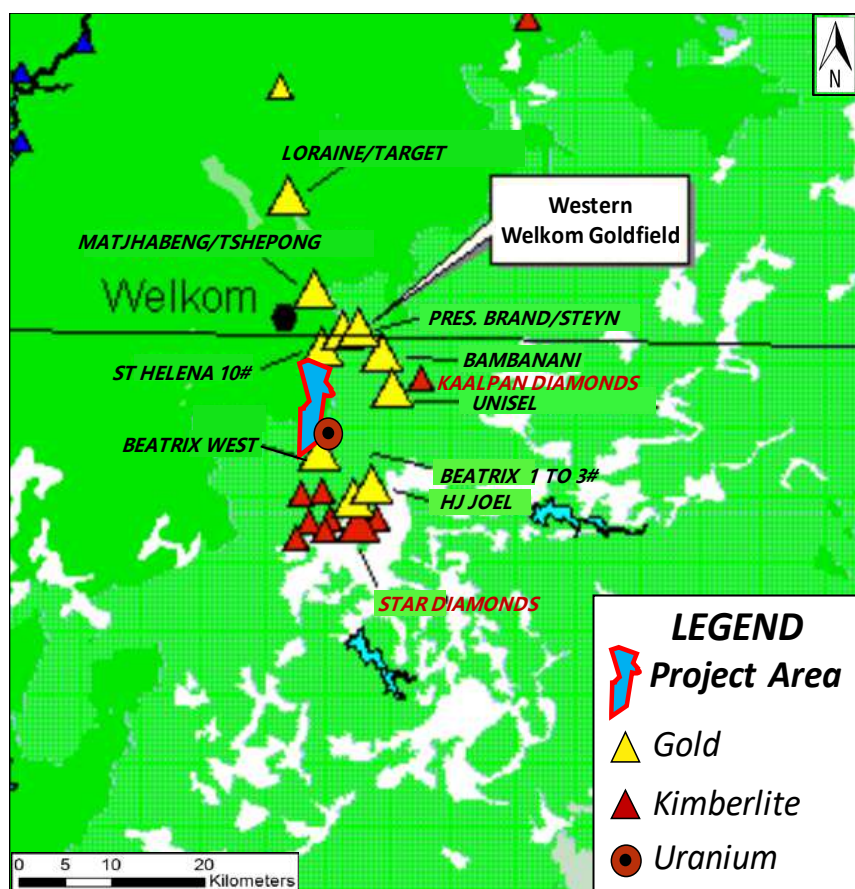 N
LORAINE/TARGET
Western
Welkom Goldfield
MATJHABENG/TSHEPONG
Welkom
PRES. BRAND/STEYN
ST HELENA 10#
BAMBANANI
KAALPAN DIAMONDS
UNISEL
BEATRIX WEST
BEATRIX 1 TO 3#
HJ JOEL
STAR DIAMONDS
LEGEND
Project Area
Gold
Kimberlite
Uranium
0 5 10 20
Kilometers